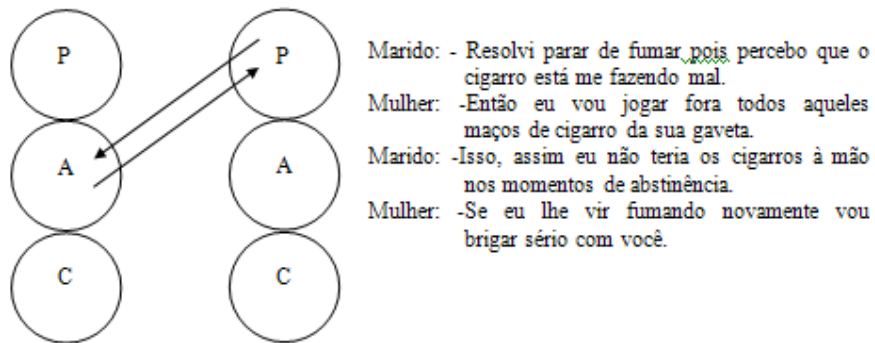 P P
A A
C C
Marido: - Resolvi parar de fumar pois percebo que o
cigarro está me fazendo mal.
Mulher: -Então eu vou jogar fora todos aqueles
maços de cigarro da sua gaveta.
Marido: -Isso, assim eu não teria os cigarros à mão
nos momentos de abstinência.
Mulher: -Se eu lhe vir fumando novamente vou
brigar sério com você.